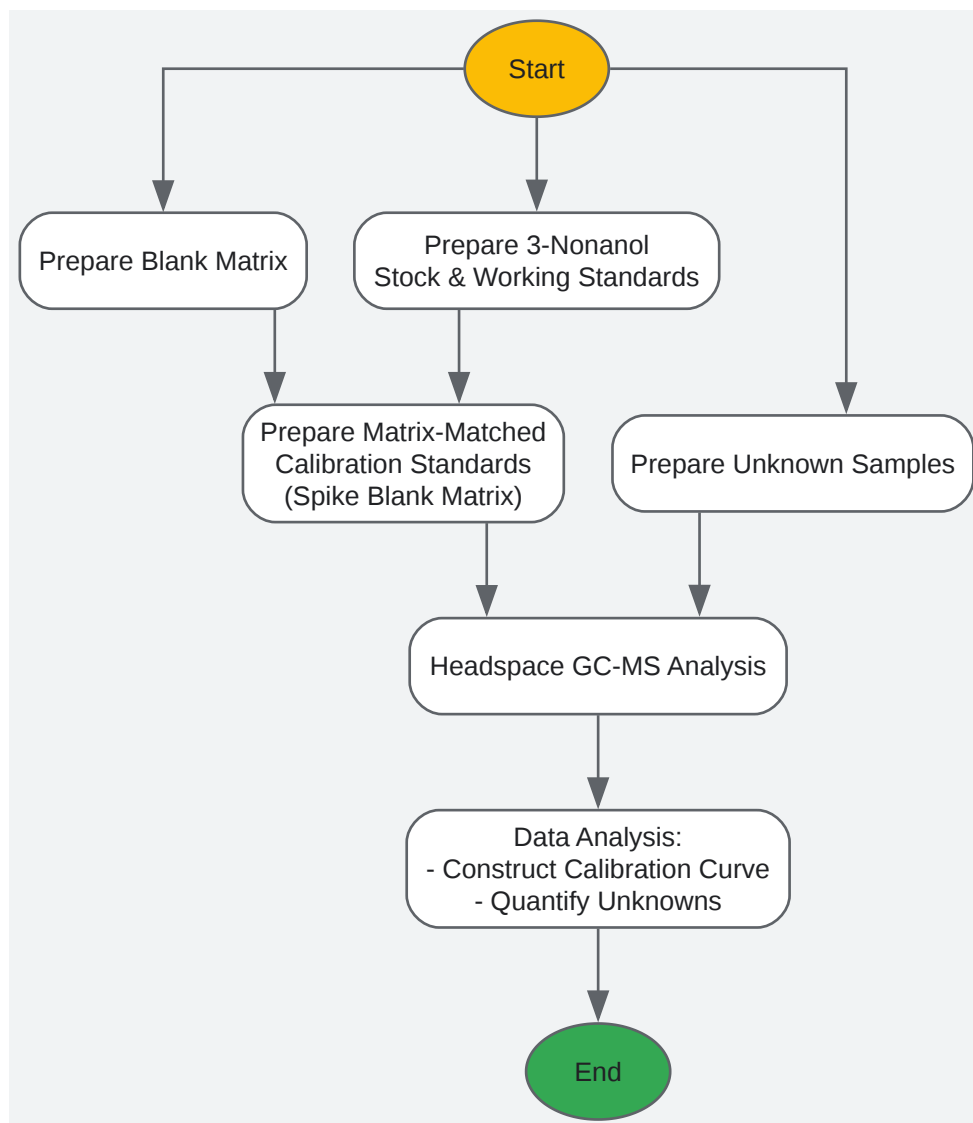 Start
Prepare Blank Matrix
Prepare 3-Nonanol
Stock & Working Standards
Prepare Matrix-Matched
Calibration Standards
(Spike Blank Matrix)
Prepare Unknown Samples
Headspace GC-MS Analysis
Data Analysis:
- Construct Calibration Curve
- Quantify Unknowns
End